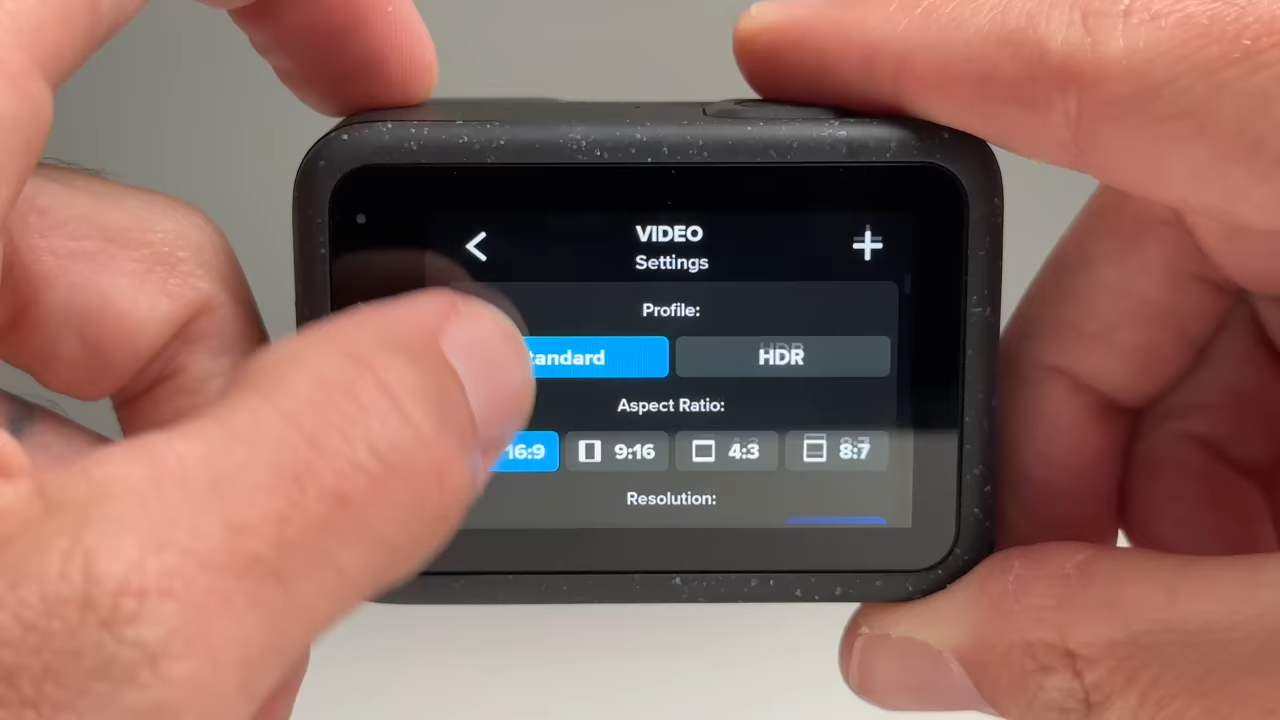 VIDEO
Settings
Profile:
tandard HDR
Aspect Ratio:
16:9 9:16 4:3 8:7
Resolution: